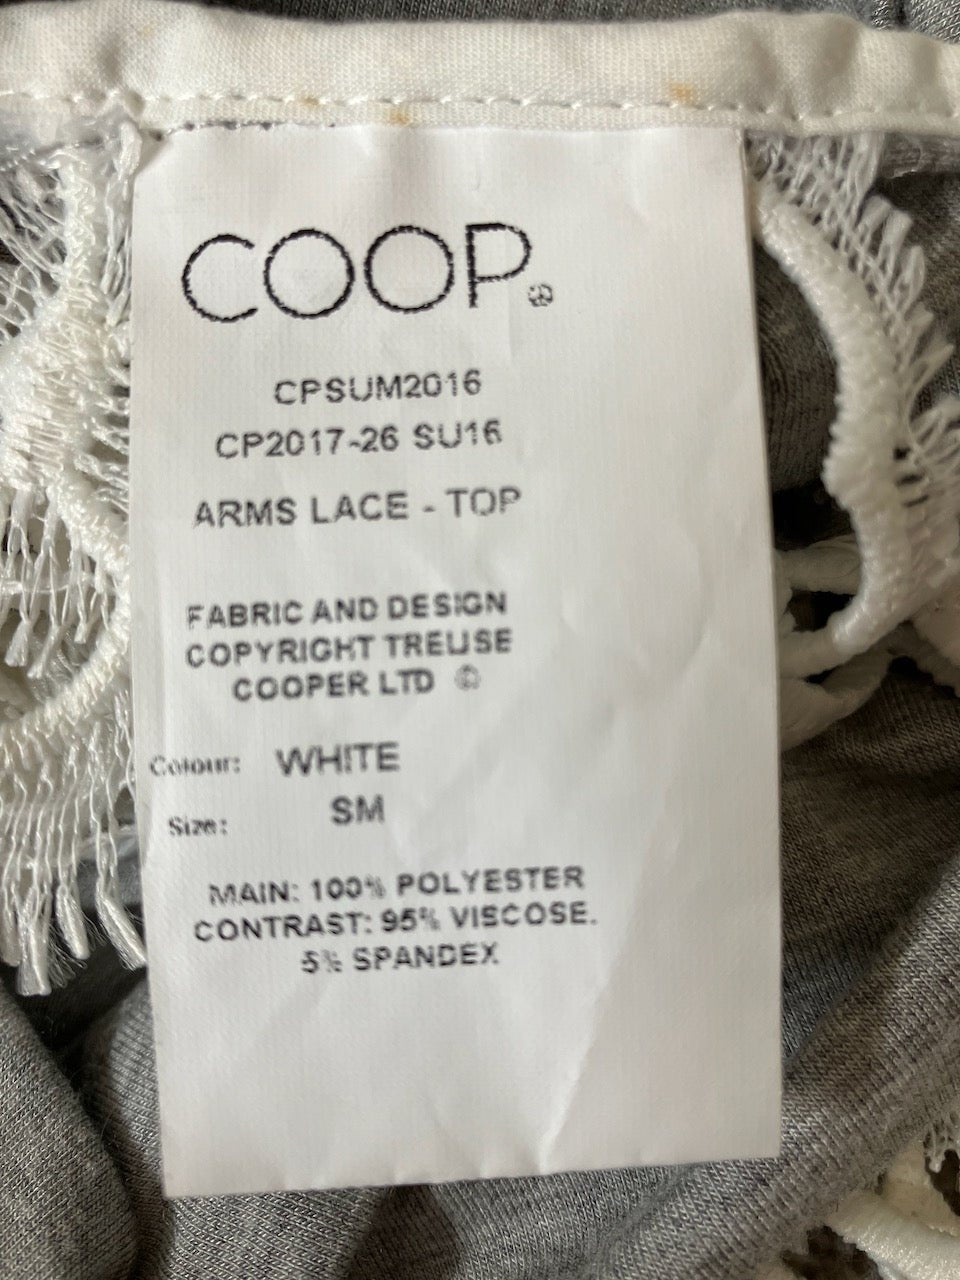 COOP®
CPSUM2016
CP2017-26 SU16
ARMS LACE - TOP
FABRIC AND DESIGN
COPYRIGHT TRELISE
COOPER LTD ©
Colour: WHITE
Size: SM
MAIN: 100% POLYESTER
CONTRAST: 95% VISCOSE.
5% SPANDEX